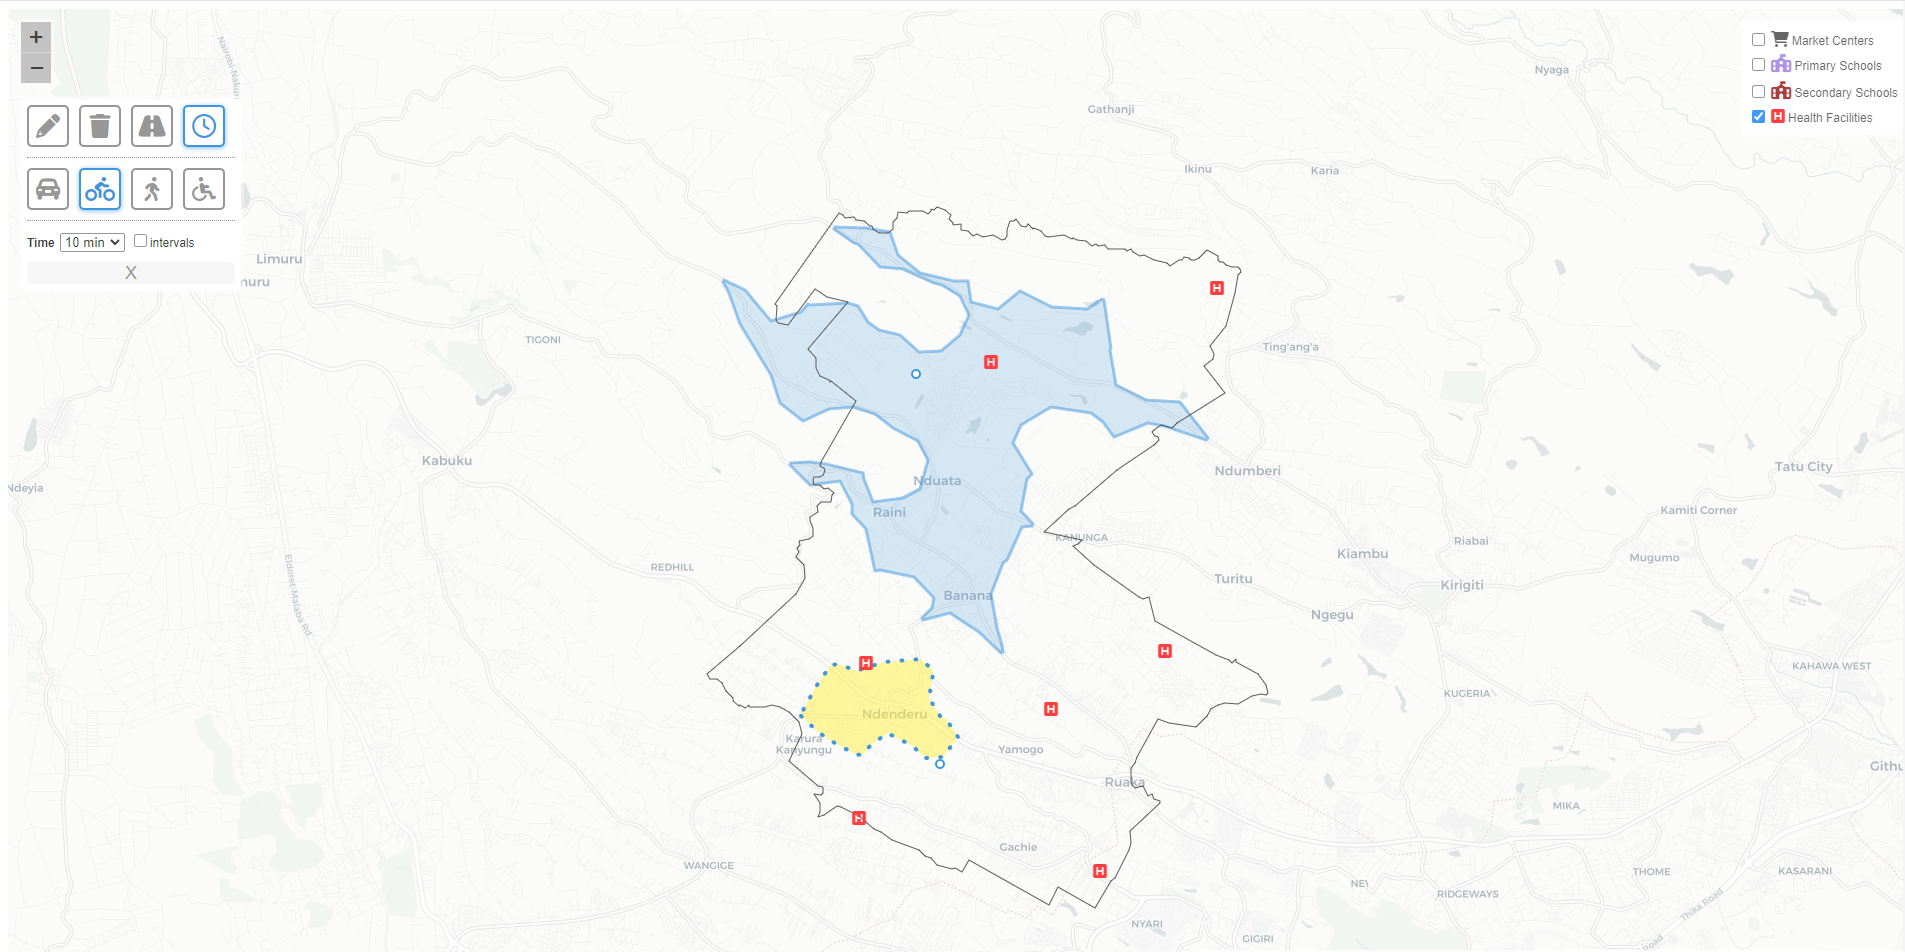 +
−
Time 10 min intervals
X
Market Centers
Primary Schools
Secondary Schools
H Health Facilities
Nairobi-Nakuru
Nyaga
Gathanji
Ikinu
Karia
Limuru
H
TIGONI
Ting'ang'a
H
Kabuku
Ndumberi
Tatu City
Ndeyia
Nduata
Raini
Kamiti Corner
KANUNGA
Riabai
Kiambu
Mugumo
Eldoret-Malaba Rd
REDHILL
Turitu
Kirigiti
Banana
Ngegu
H
H
KAHAWA WEST
KUGERIA
H
Ndenderu
Karura
Kanyungu
Yamogo
Githu
Ruaka
MIKA
H
Gachie
WANGIGE
H
THOME
KASARANI
RIDGEWAYS
Thika Road
NYARI
GIGIRI